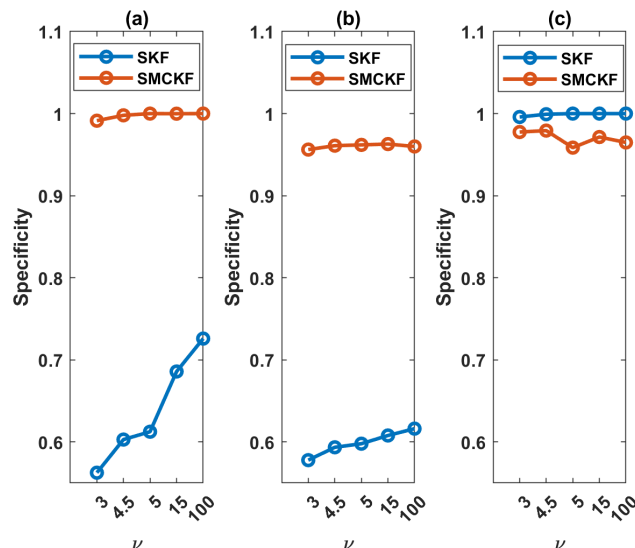 (a)
SKF
SMCKF
Specificity
1.1
1
0.9
0.8
0.7
0.6
3
4.5
5
15
100
ν
(b)
SKF
SMCKF
Specificity
1.1
1
0.9
0.8
0.7
0.6
3
4.5
5
15
100
ν
(c)
SKF
SMCKF
Specificity
1.1
1
0.9
0.8
0.7
0.6
3
4.5
5
15
100
ν